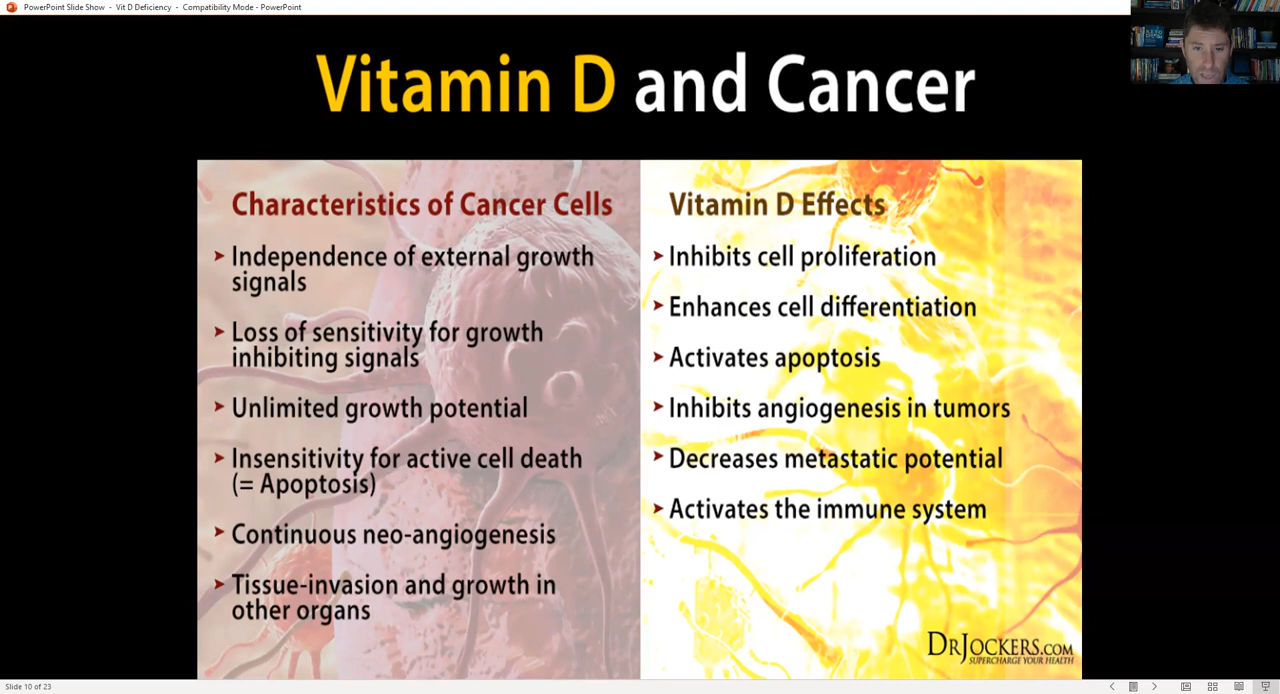 PowerPoint Slide Show - Vit D Deficiency - Compatibility Mode - PowerPoint
Vitamin D and Cancer
Characteristics of Cancer Cells
Independence of external growth
signals
Loss of sensitivity for growth
inhibiting signals
Unlimited growth potential
Insensitivity for active cell death
(= Apoptosis)
Continuous neo-angiogenesis
Tissue-invasion and growth in
other organs
Vitamin D Effects
Inhibits cell proliferation
Enhances cell differentiation
Activates apoptosis
Inhibits angiogenesis in tumors
Decreases metastatic potential
Activates the immune system
DRJOCKERS.COM
SUPERCHARGE YOUR HEALTH
Slide 10 of 23